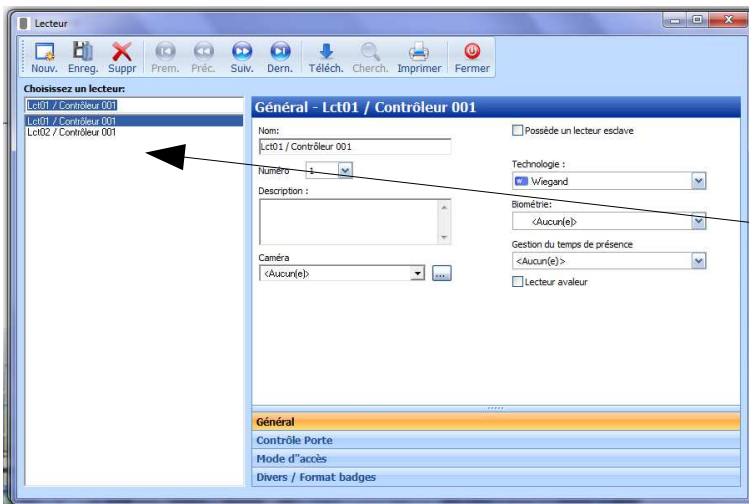 Lecteur
Nouv. Enreg. Suppr Prem. Préc. Suiv. Dern. Téléch. Cherch. Imprimer Fermer
Choisissez un lecteur:
Lct01 / Contrôleur 001
Lct01 / Contrôleur 001
Lct02 / Contrôleur 001
Général - Lct01 / Contrôleur 001
Nom:
Lct01 / Contrôleur 001
Numéro 1
Description :
Caméra
<Aucun(e)>
...
Possède un lecteur esclave
Technologie :
Wiegand
Biométrie:
<Aucun(e)>
Gestion du temps de présence
<Aucun(e)>
Lecteur avaleur
Général
Contrôle Porte
Mode d"accès
Divers / Format badges